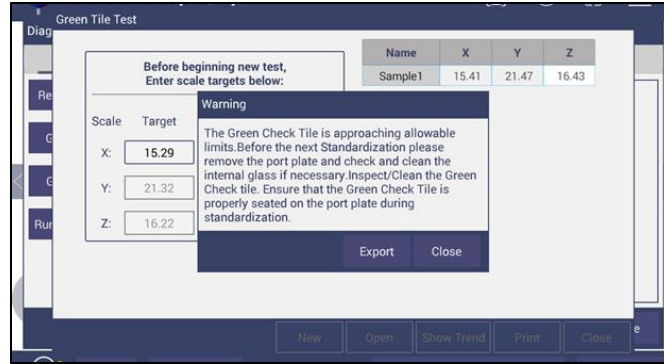 Green Tile Test
Diag
Before beginning new test,
Enter scale targets below:
Name X Y Z
Sample1 15.41 21.47 16.43
Re
Scale Target
X: 15.29
G
Y: 21.32
G
Z: 16.22
Rur
Warning
The Green Check Tile is approaching allowable
limits.Before the next Standardization please
remove the port plate and check and clean the
internal glass if necessary.Inspect/Clean the Green
Check tile. Ensure that the Green Check Tile is
properly seated on the port plate during
standardization.
Export Close
New Open Show Trend Print Close
e